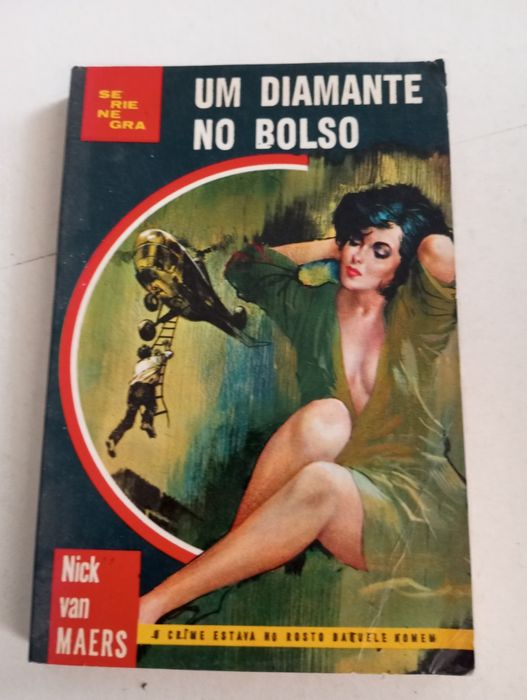 SE
RIE
NE
GRA
UM DIAMANTE
NO BOLSO
Nick
van
MAERS
O CRIME ESTAVA NO ROSTO DAQUELE HOMEM